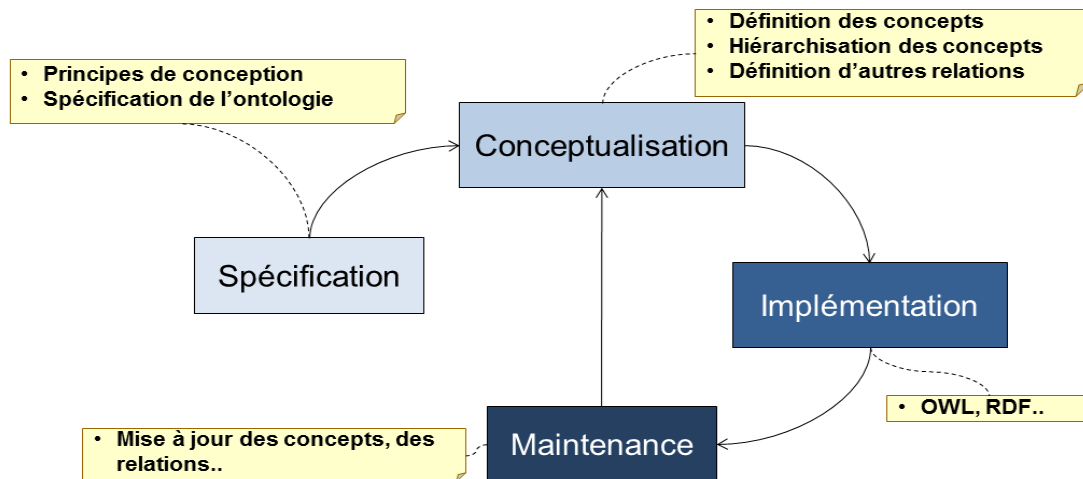 • Définition des concepts
• Hiérarchisation des concepts
• Définition d’autres relations
• Principes de conception
• Spécification de l’ontologie
Conceptualisation
Spécification
Implémentation
• OWL, RDF..
Maintenance
• Mise à jour des concepts, des
relations..